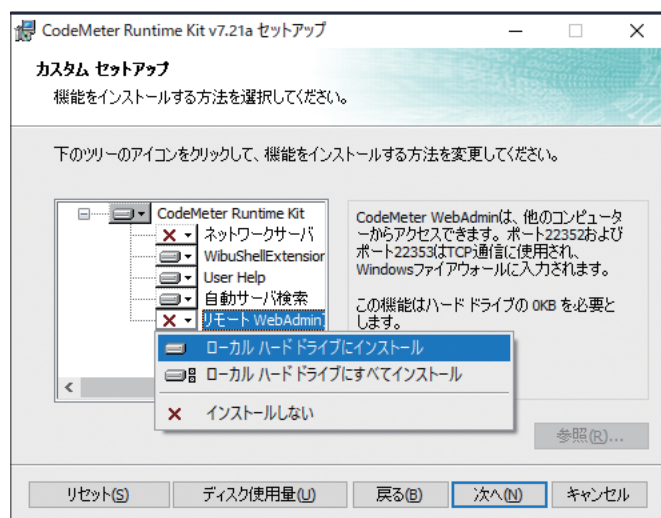 CodeMeter Runtime Kit v7.21a セットアップ
カスタム セットアップ
機能をインストールする方法を選択してください。
下のツリーのアイコンをクリックして、機能をインストールする方法を変更してください。
CodeMeter Runtime Kit
ネットワークサーバ
WibuShellExtension
User Help
自動サーバ検索
リモート WebAdmin
CodeMeter WebAdminは、他のコンピュータ
ーからアクセスできます。ポート22352および
ポート22353はTCP通信に使用され、
Windowsファイアウォールに入力されます。
この機能はハード ドライブの 0KB を必要と
します。
ローカル ハード ドライブにインストール
ローカル ハード ドライブにすべてインストール
インストールしない
参照(R)...
リセット(S)
ディスク使用量(U)
戻る(B)
次へ(N)
キャンセル